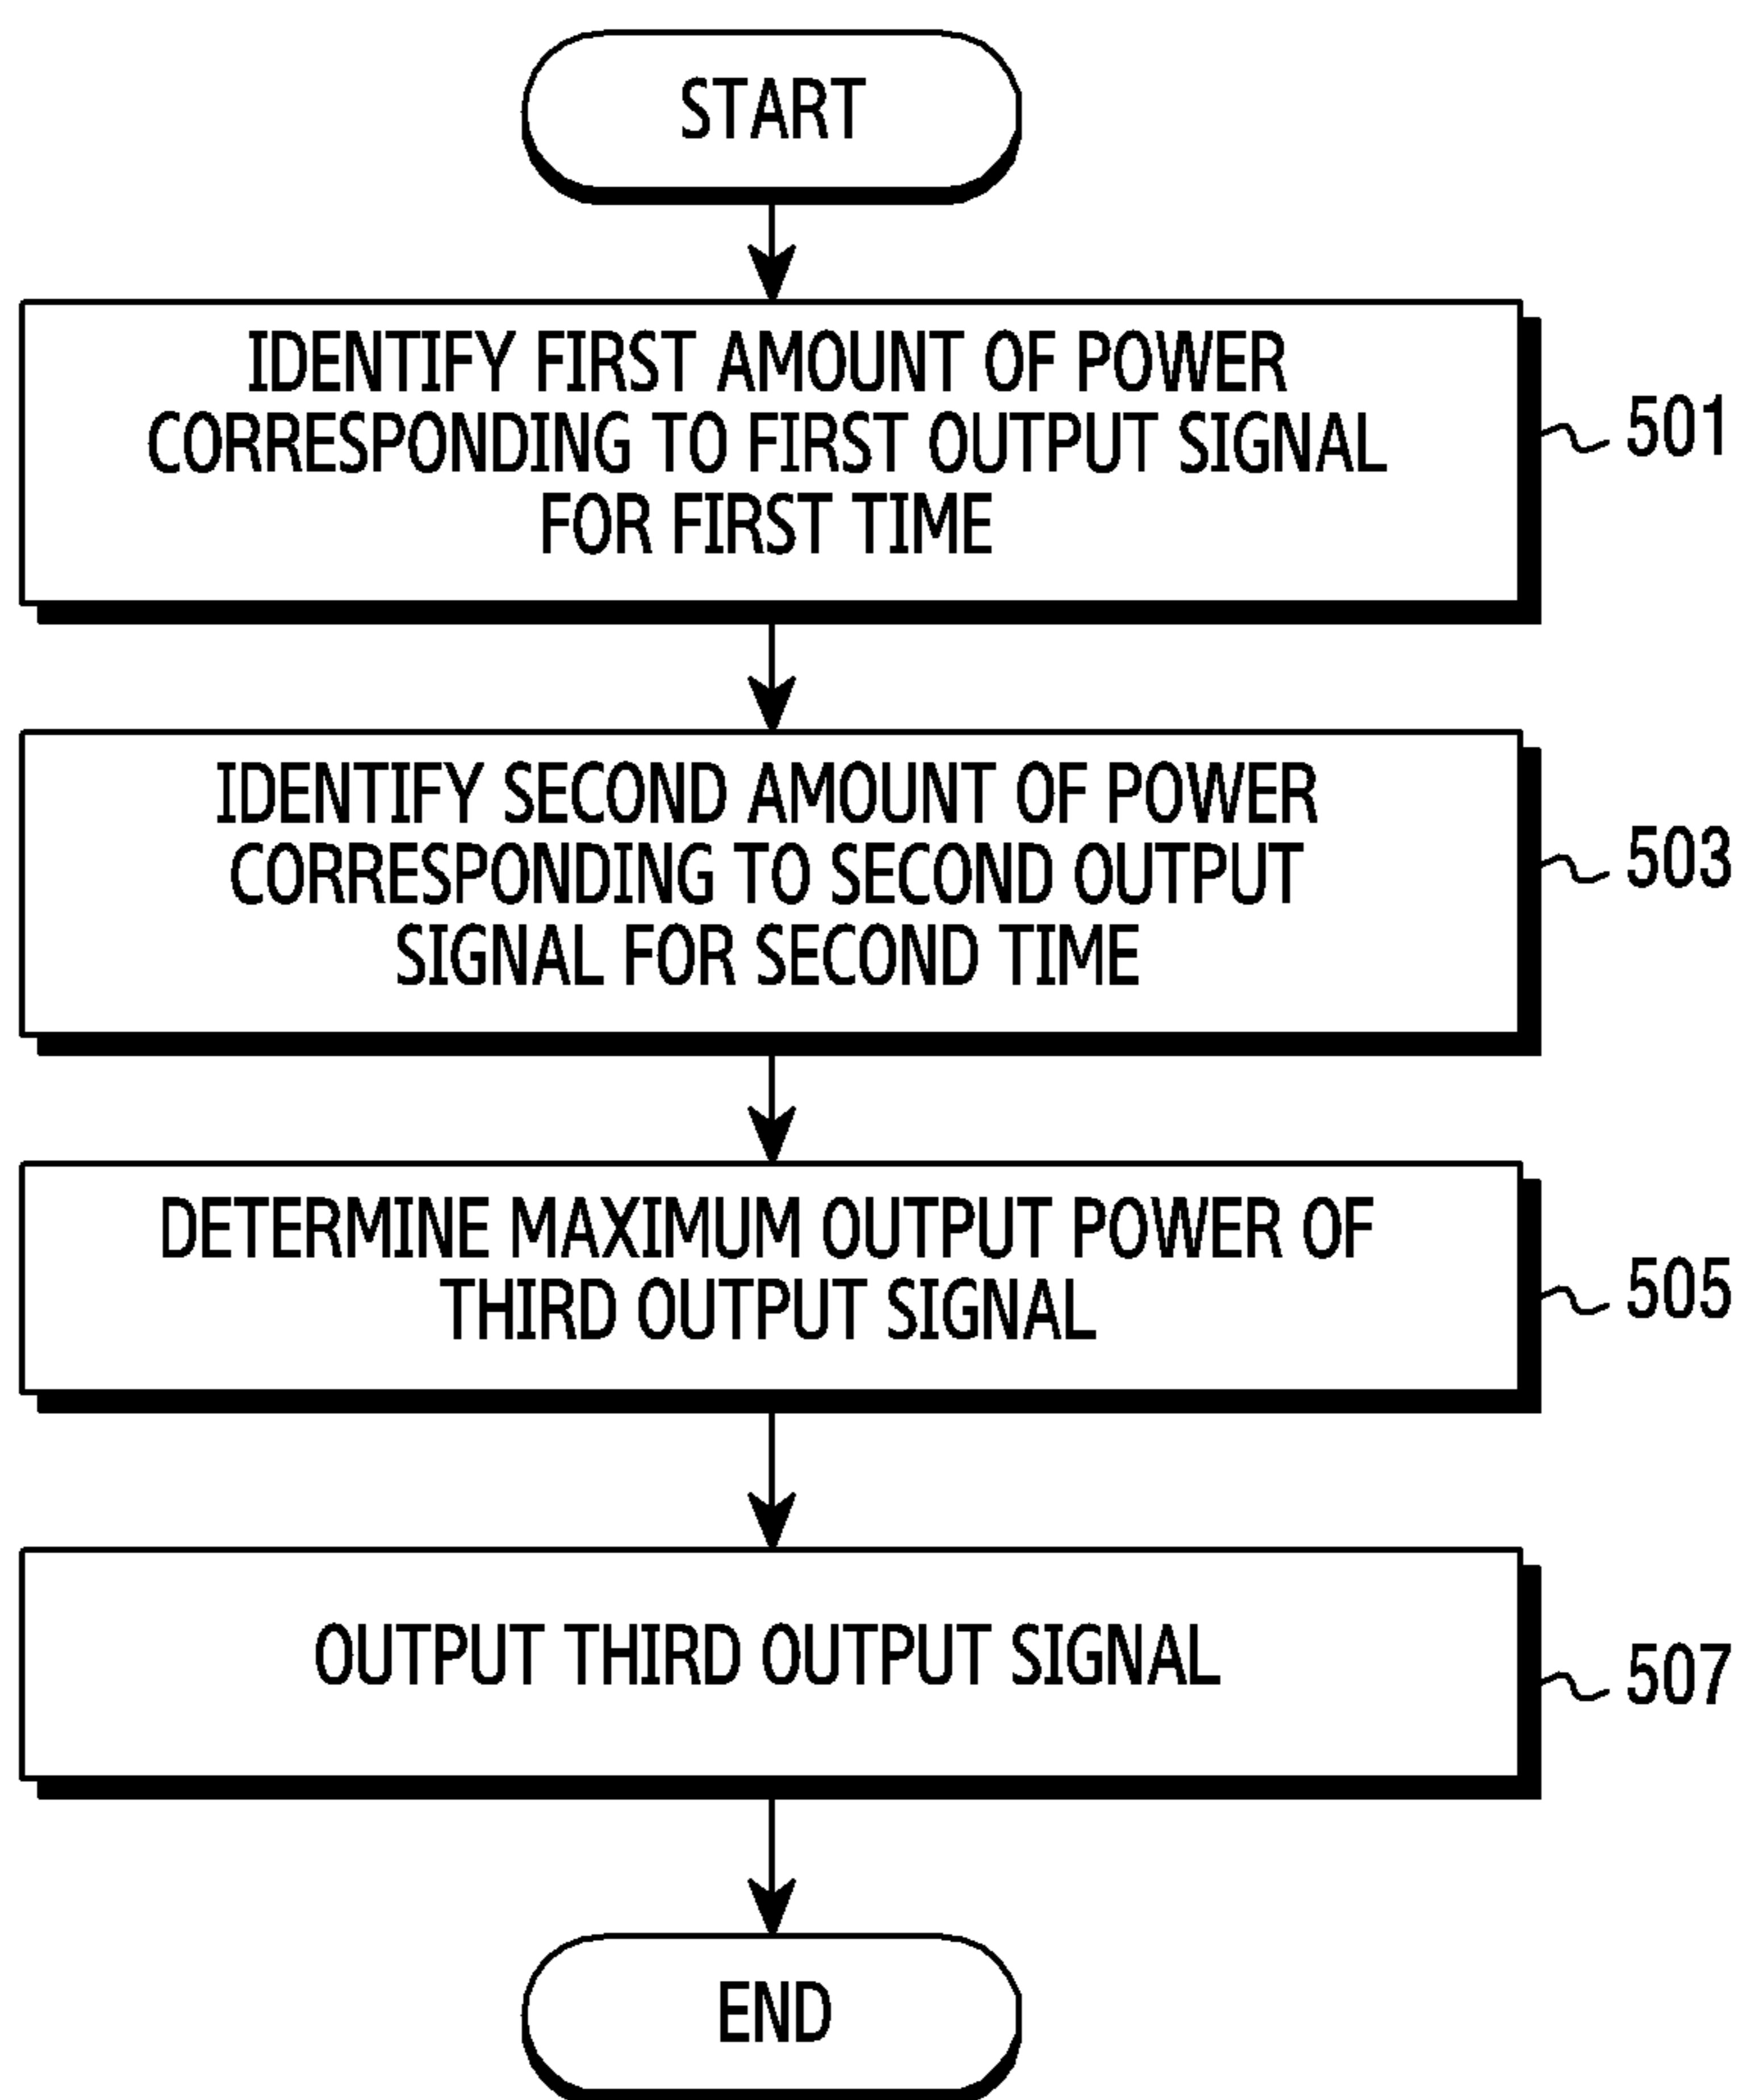 START
IDENTIFY FIRST AMOUNT OF POWER
CORRESPONDING TO FIRST OUTPUT SIGNAL
FOR FIRST TIME
501
IDENTIFY SECOND AMOUNT OF POWER
CORRESPONDING TO SECOND OUTPUT
SIGNAL FOR SECOND TIME
503
DETERMINE MAXIMUM OUTPUT POWER OF
THIRD OUTPUT SIGNAL
505
OUTPUT THIRD OUTPUT SIGNAL
507
END